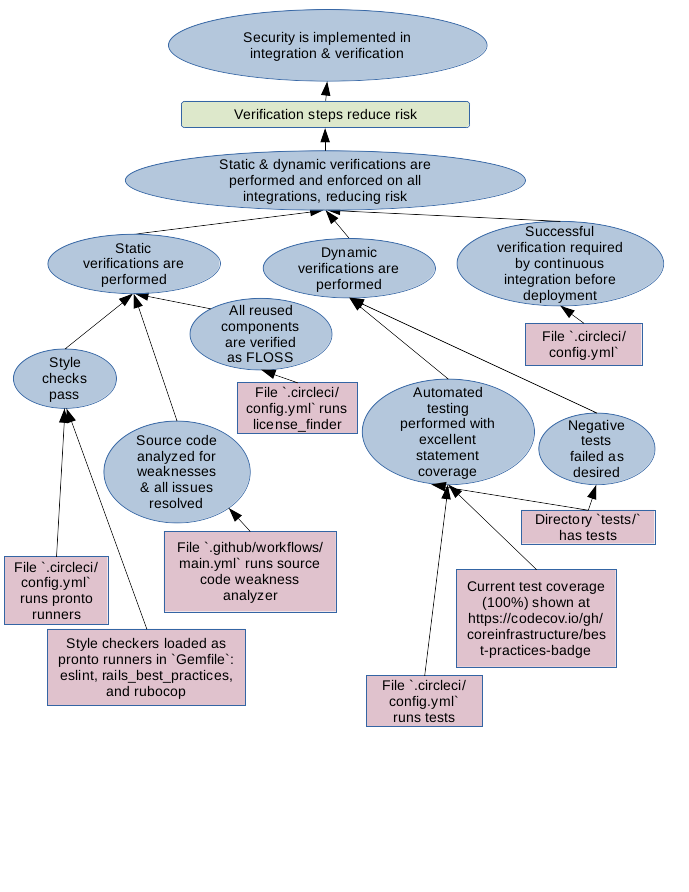 Security is implemented in
integration & verification
Verification steps reduce risk
Static & dynamic verifications are
performed and enforced on all
integrations, reducing risk
Static
verifications are
performed
Dynamic
verifications are
performed
Successful
verification required
by continuous
integration before
deployment
All reused
components
are verified
as FLOSS
File `.circleci/
config.yml`
Style
checks
pass
File `.circleci/
config.yml` runs
license_finder
Automated
testing
performed with
excellent
statement
coverage
Negative
tests
failed as
desired
Source code
analyzed for
weaknesses
& all issues
resolved
Directory `tests/`
has tests
File `.github/workflows/
main.yml` runs source
code weakness
analyzer
File `.circleci/
config.yml`
runs pronto
runners
Current test coverage
(100%) shown at
https://codecov.io/gh/
coreinfrastructure/bes
t-practices-badge
Style checkers loaded as
pronto runners in `Gemfile`:
eslint, rails_best_practices,
and rubocop
File `.circleci/
config.yml`
runs tests